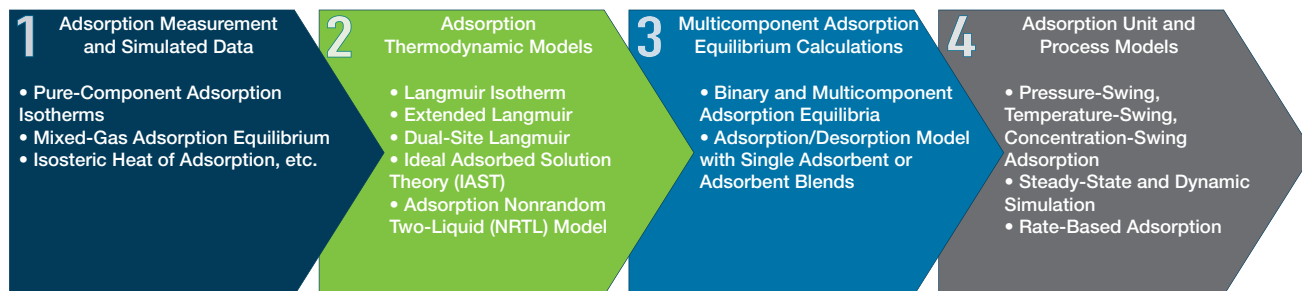 1
Adsorption Measurement
and Simulated Data
• Pure-Component Adsorption
Isotherms
• Mixed-Gas Adsorption Equilibrium
• Isosteric Heat of Adsorption, etc.
2
Adsorption
Thermodynamic Models
• Langmuir Isotherm
• Extended Langmuir
• Dual-Site Langmuir
• Ideal Adsorbed Solution
Theory (IAST)
• Adsorption Nonrandom
Two-Liquid (NRTL) Model
3
Multicomponent Adsorption
Equilibrium Calculations
• Binary and Multicomponent
Adsorption Equilibria
• Adsorption/Desorption Model
with Single Adsorbent or
Adsorbent Blends
4
Adsorption Unit and
Process Models
• Pressure-Swing,
Temperature-Swing,
Concentration-Swing
Adsorption
• Steady-State and Dynamic
Simulation
• Rate-Based Adsorption